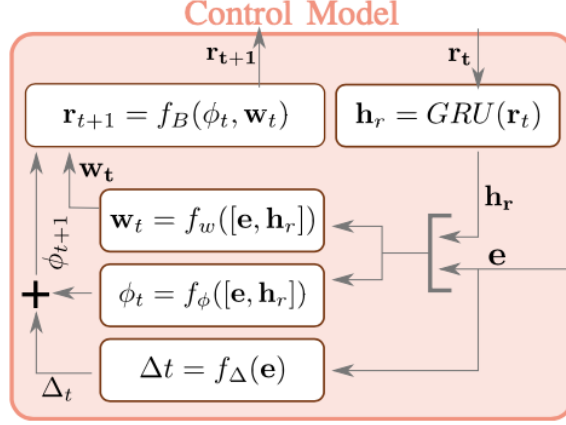 Control Model
r_{t+1}
r_t
r_{t+1} = f_B(ϕ_t, w_t)
h_r = GRU(r_t)
w_t
w_t = f_w([e, h_r])
h_r
ϕ_{t+1}
e
+
ϕ_t = f_ϕ([e, h_r])
Δ_t
Δt = f_Δ(e)